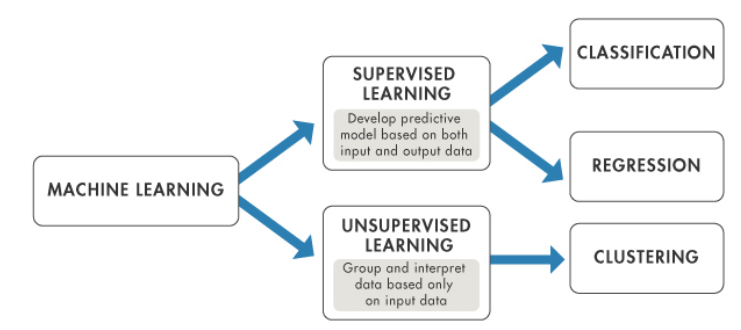 MACHINE LEARNING
SUPERVISED
LEARNING
Develop predictive
model based on both
input and output data
CLASSIFICATION
REGRESSION
UNSUPERVISED
LEARNING
Group and interpret
data based only
on input data
CLUSTERING